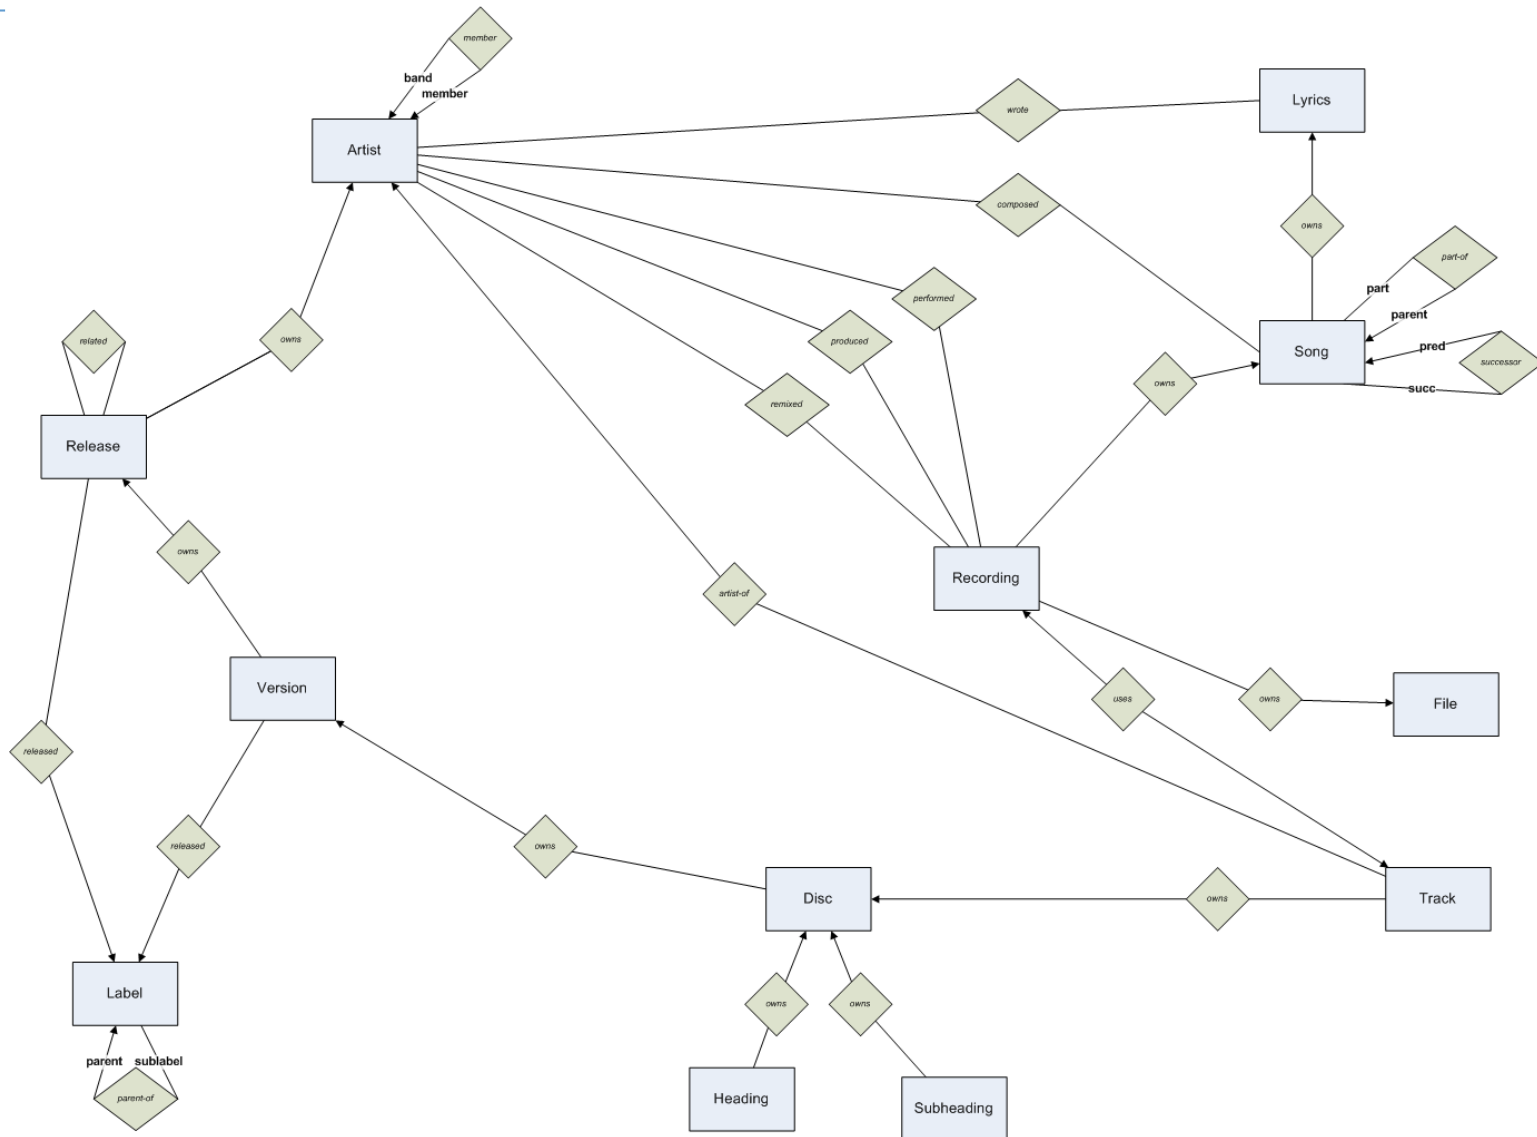 member
band
member
Artist
wrote
Lyrics
composed
owns
part-of
part
parent
performed
related
owns
produced
Song
pred
successor
succ
owns
remixed
Release
owns
Recording
artist-of
Version
uses
owns
File
released
released
owns
Disc
owns
Track
Label
owns
owns
parent
sublabel
parent-of
Heading
Subheading